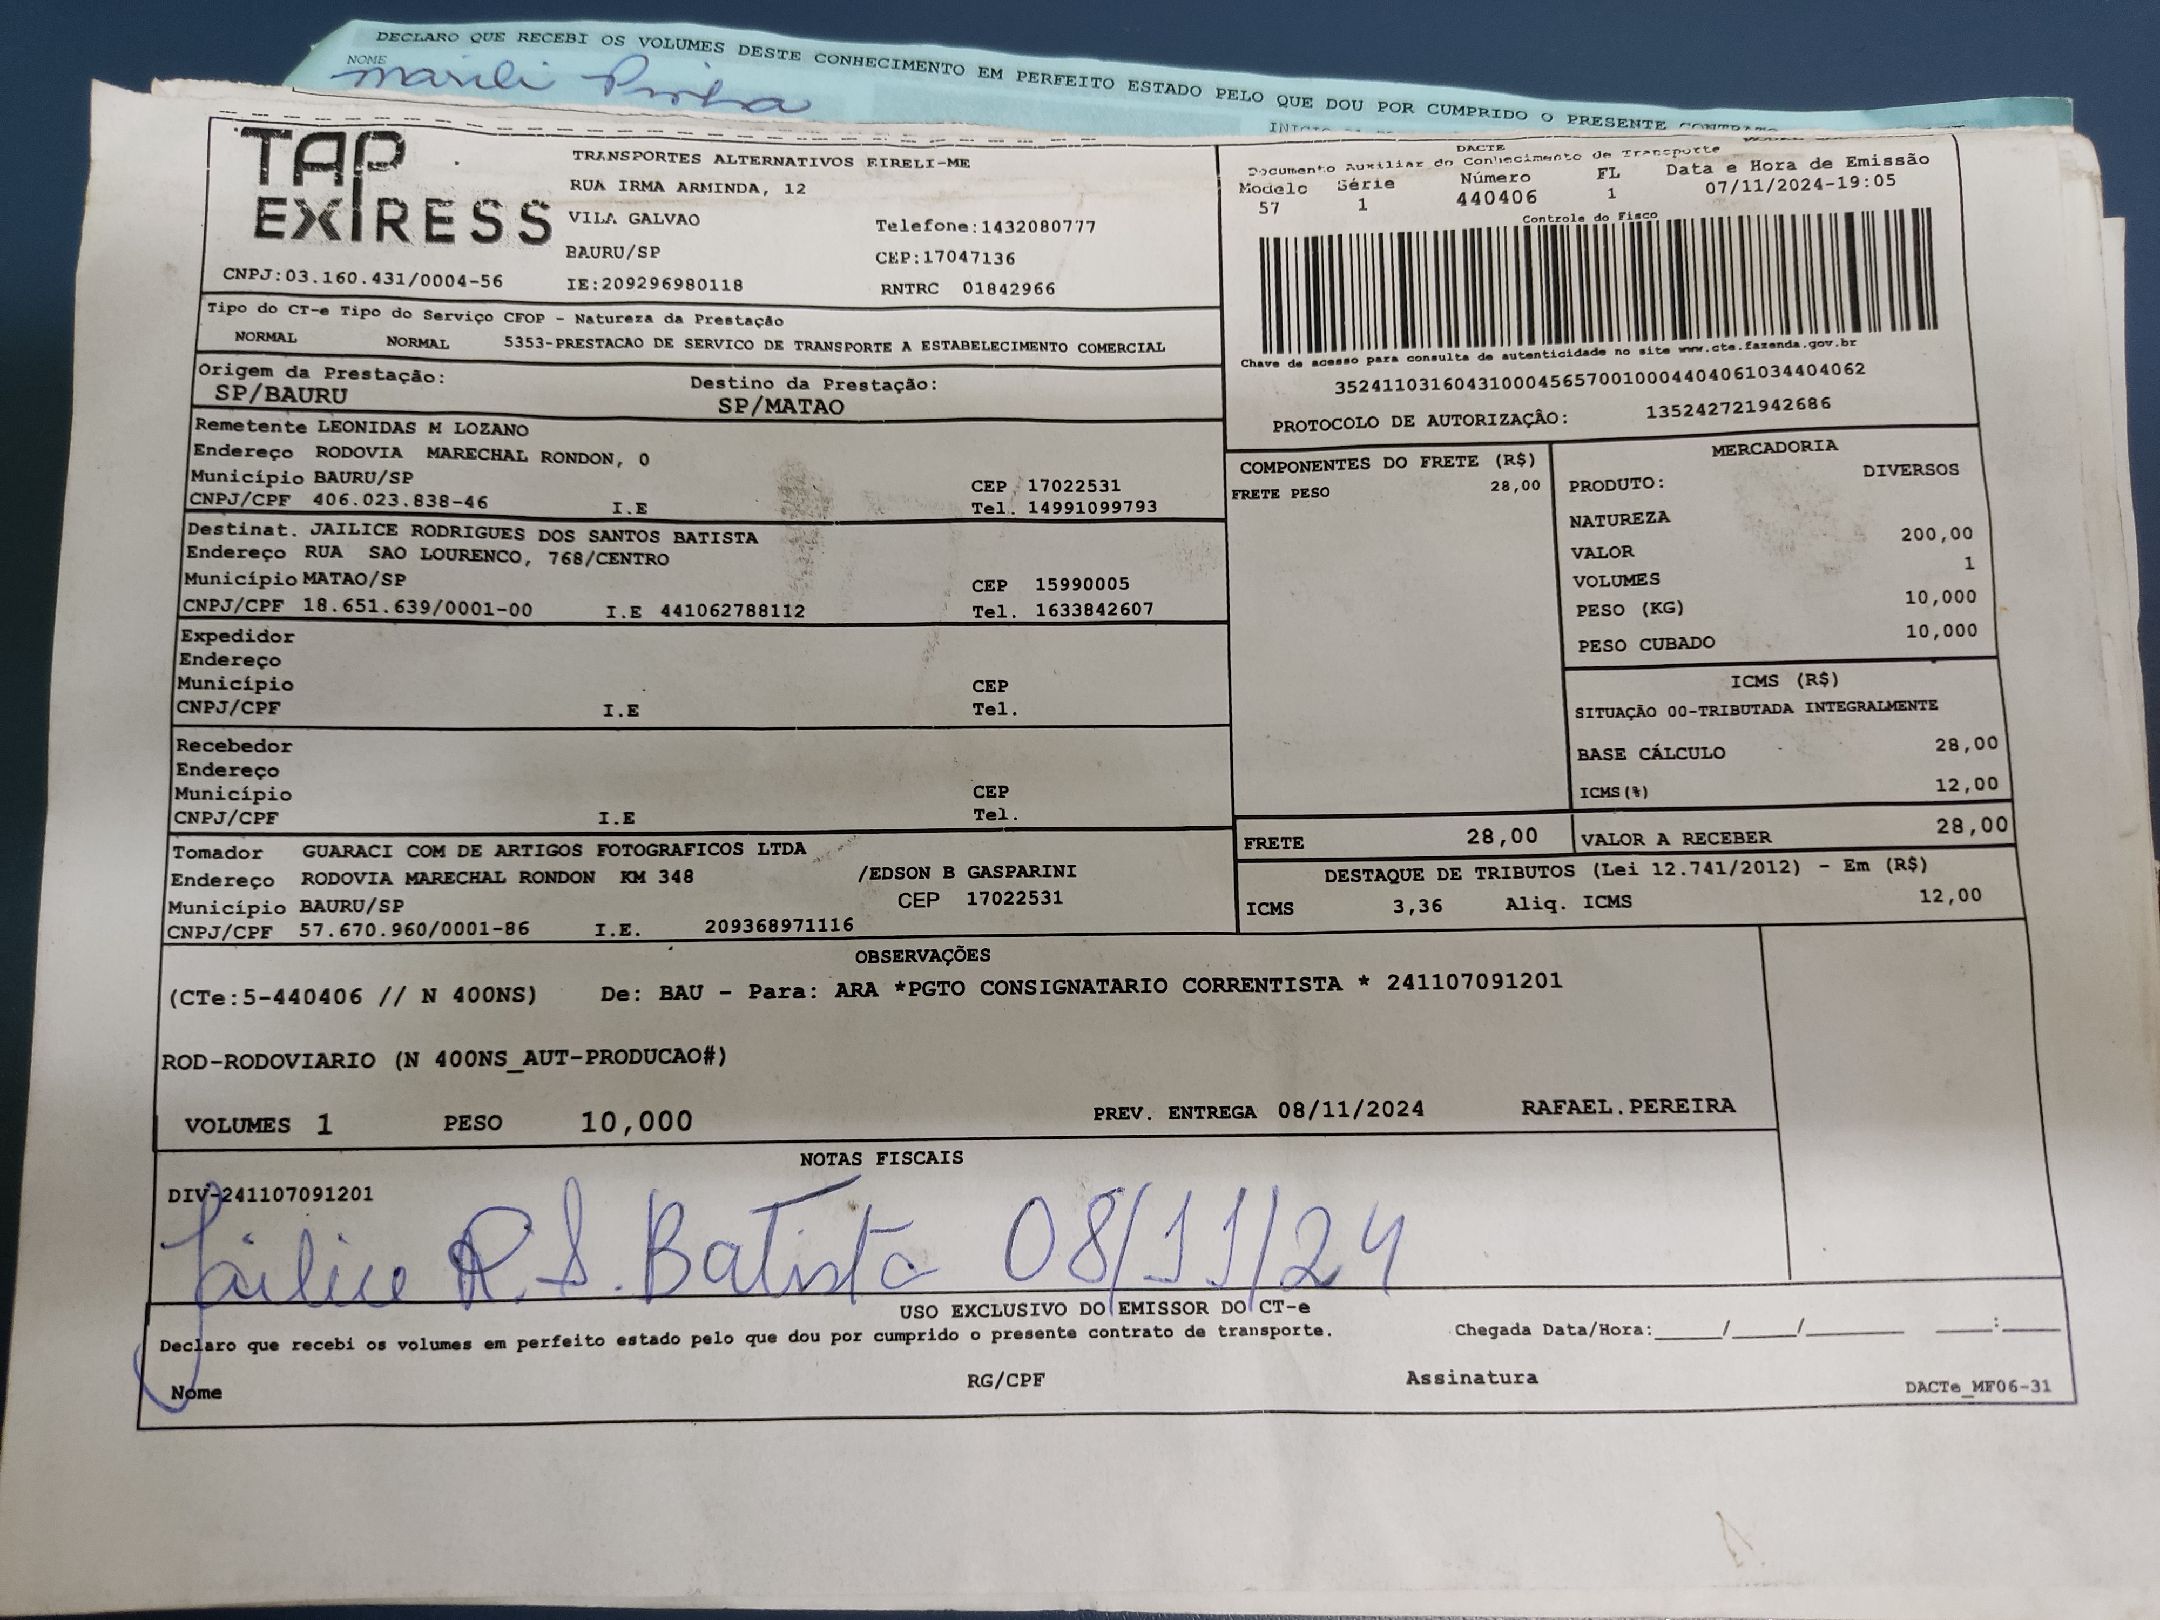 DECLARO QUE RECEBI OS VOLUMES DESTE CONHECIMENTO EM PERFEITO ESTADO PELO QUE DOU POR CUMPRIDO O PRESENTE CONTRATO
NOME
TAP EXPRESS
TRANSPORTES ALTERNATIVOS EIRELI-ME
RUA IRMA ARMINDA, 12
VILA GALVAO Telefone:1432080777
BAURU/SP CEP:17047136
CNPJ:03.160.431/0004-56 IE:209296980118 RNTRC 01842966
DACTE
Documento Auxiliar do Conhecimento de Transporte
Modelo Série Número FL Data e Hora de Emissão
57 1 440406 1 07/11/2024-19:05
Controle do Fisco
Chave de acesso para consulta de autenticidade no site www.cte.fazenda.gov.br
35241103160431000456570010004404061034404062
PROTOCOLO DE AUTORIZAÇÂO: 135242721942686
Tipo do CT-e Tipo do Serviço CFOP - Natureza da Prestação
NORMAL NORMAL 5353-PRESTACAO DE SERVICO DE TRANSPORTE A ESTABELECIMENTO COMERCIAL
Origem da Prestação: Destino da Prestação:
SP/BAURU SP/MATAO
Remetente LEONIDAS M LOZANO
Endereço RODOVIA MARECHAL RONDON, 0
Município BAURU/SP CEP 17022531
CNPJ/CPF 406.023.838-46 I.E Tel. 14991099793
Destinat. JAILICE RODRIGUES DOS SANTOS BATISTA
Endereço RUA SAO LOURENCO, 768/CENTRO
Município MATAO/SP CEP 15990005
CNPJ/CPF 18.651.639/0001-00 I.E 441062788112 Tel. 1633842607
Expedidor
Endereço
Município CEP
CNPJ/CPF I.E Tel.
Recebedor
Endereço
Município CEP
CNPJ/CPF I.E Tel.
Tomador GUARACI COM DE ARTIGOS FOTOGRAFICOS LTDA
Endereço RODOVIA MARECHAL RONDON KM 348 /EDSON B GASPARINI
Município BAURU/SP CEP 17022531
CNPJ/CPF 57.670.960/0001-86 I.E. 209368971116
COMPONENTES DO FRETE (R$)
FRETE PESO 28,00
MERCADORIA
PRODUTO: DIVERSOS
NATUREZA
VALOR 200,00
VOLUMES 1
PESO (KG) 10,000
PESO CUBADO 10,000
ICMS (R$)
SITUAÇÃO 00-TRIBUTADA INTEGRALMENTE
BASE CÁLCULO 28,00
ICMS(%) 12,00
FRETE 28,00 VALOR A RECEBER 28,00
DESTAQUE DE TRIBUTOS (Lei 12.741/2012) - Em (R$)
ICMS 3,36 Aliq. ICMS 12,00
OBSERVAÇÕES
(CTe:5-440406 // N 400NS) De: BAU - Para: ARA *PGTO CONSIGNATARIO CORRENTISTA * 241107091201
ROD-RODOVIARIO (N 400NS_AUT-PRODUCAO#)
VOLUMES 1 PESO 10,000 PREV. ENTREGA 08/11/2024 RAFAEL.PEREIRA
NOTAS FISCAIS
DIV-241107091201
Jailice R. S. Batista 08/11/24
USO EXCLUSIVO DO EMISSOR DO CT-e
Declaro que recebi os volumes em perfeito estado pelo que dou por cumprido o presente contrato de transporte. Chegada Data/Hora:_____/_____/________ _____:_____
Nome RG/CPF Assinatura DACTe_MF06-31